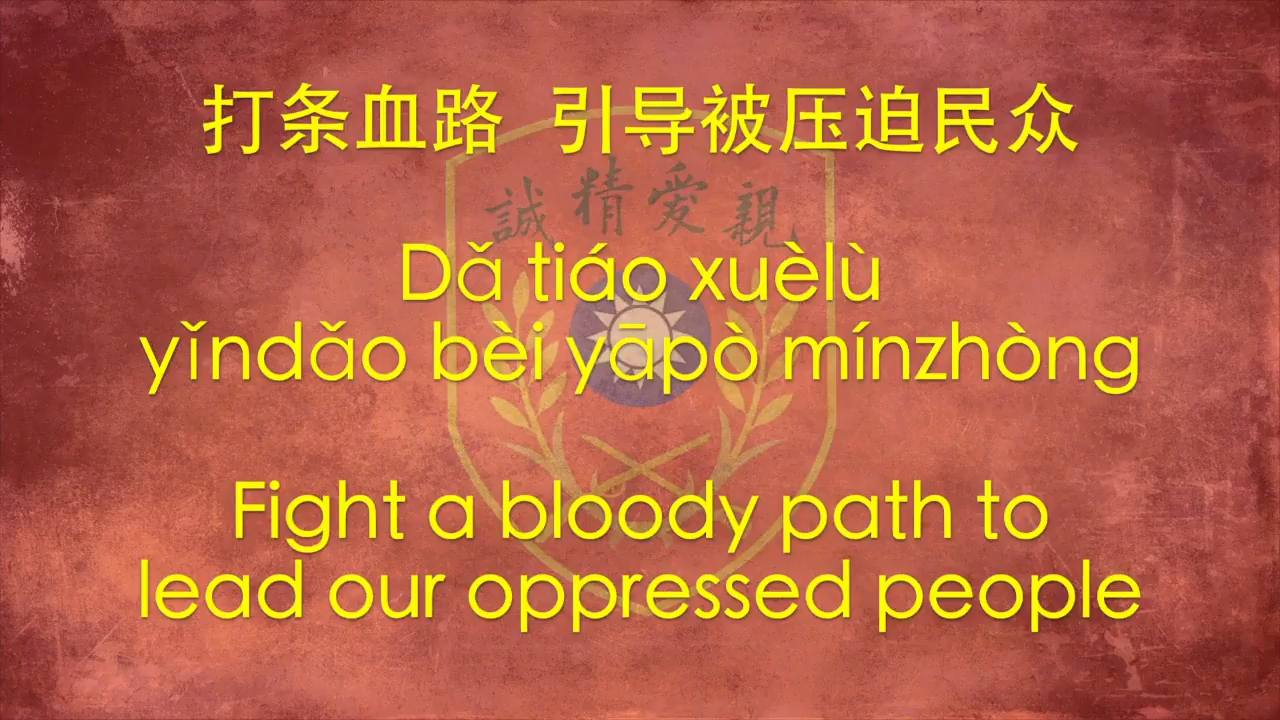 打条血路 引导被压迫民众
誠精愛親
Dǎ tiáo xuèlù
yǐndǎo bèi yāpò mínzhòng
Fight a bloody path to
lead our oppressed people